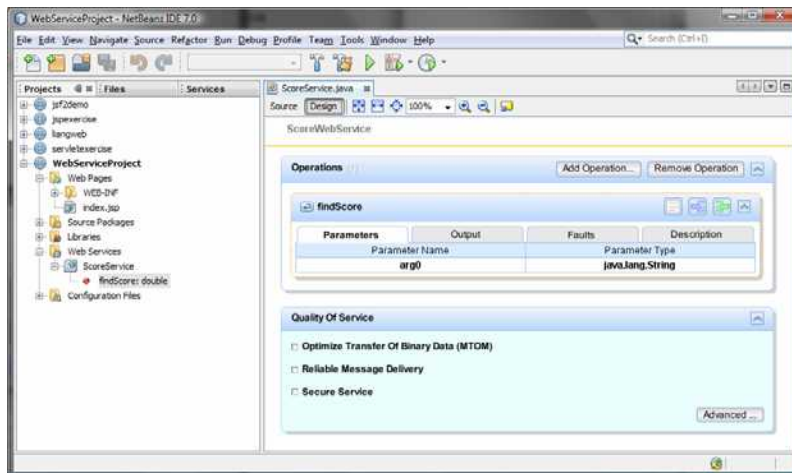 WebServiceProject - NetBeans IDE 7.0
File Edit View Navigate Source Refactor Run Debug Profile Team Tools Window Help
Search (Ctrl+I)
Projects Files Services
jsf2demo
jspexercise
liangweb
servletexercise
WebServiceProject
Web Pages
WEB-INF
index.jsp
Source Packages
Libraries
Web Services
ScoreService
findScore: double
Configuration Files
ScoreService.java
Source Design 100%
ScoreWebService
Operations Add Operation... Remove Operation
findScore
Parameters Output Faults Description
Parameter Name Parameter Type
arg0 java.lang.String
Quality Of Service
Optimize Transfer Of Binary Data (MTOM)
Reliable Message Delivery
Secure Service
Advanced ...